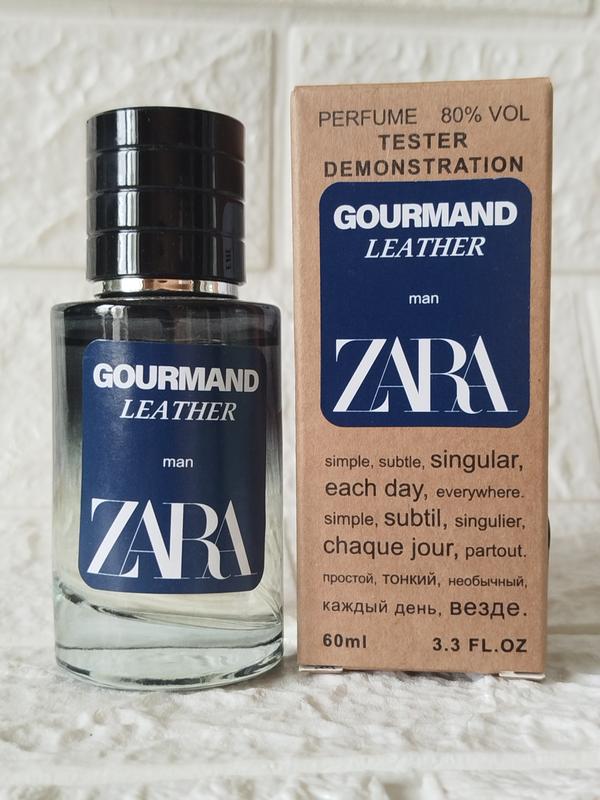 GOURMAND
LEATHER
man
ZARA
PERFUME 80% VOL
TESTER
DEMONSTRATION
GOURMAND
LEATHER
man
ZARA
simple, subtle, singular,
each day, everywhere.
simple, subtil, singulier,
chaque jour, partout.
простой, тонкий, необычный,
каждый день, везде.
60ml 3.3 FL.OZ